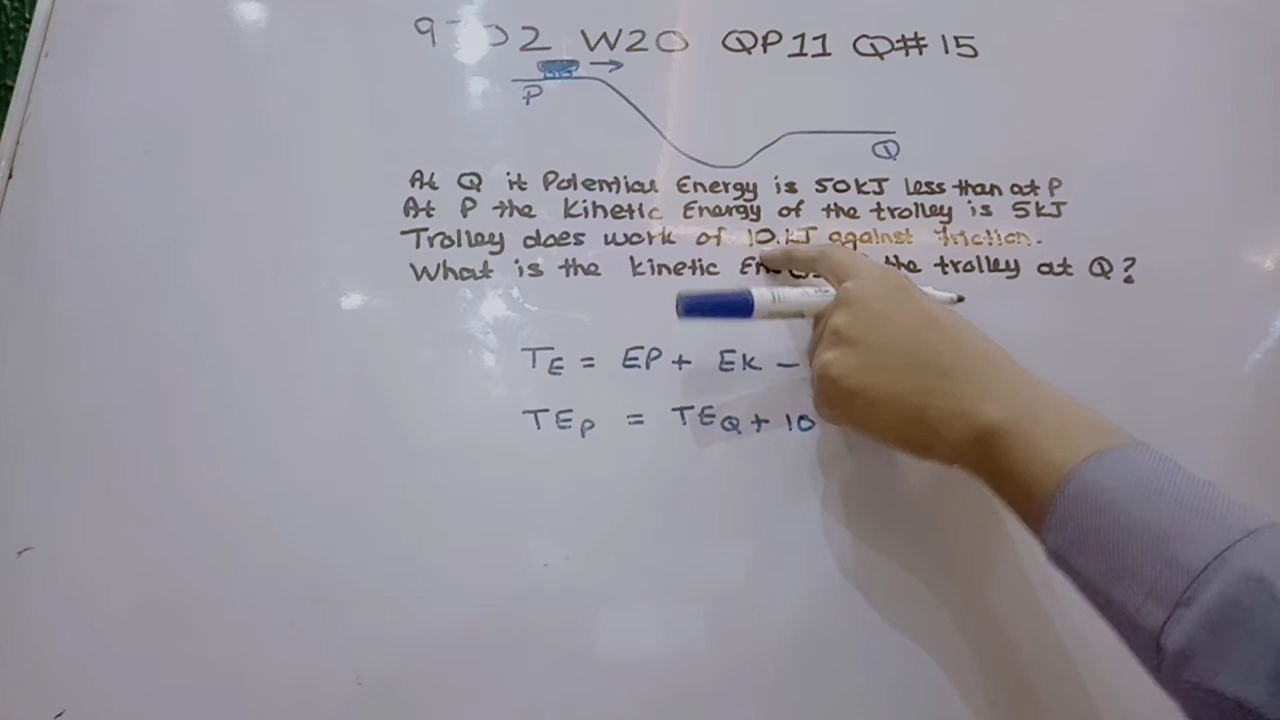 W20 QP11 Q#15
P
Q
At Q it Potential Energy is 50KJ Less than at P
At P the Kinetic Energy of the trolley is 5KJ
Trolley does work of 10.KJ against friction.
What is the kinetic the trolley at Q?
TE = EP + EK -
TEP = TEQ + 10